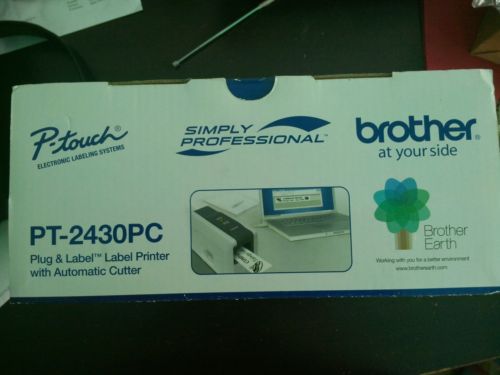 P-touch®
ELECTRONIC LABELING SYSTEMS
SIMPLY
PROFESSIONAL™
brother®
at your side
PT-2430PC
Plug & Label™ Label Printer
with Automatic Cutter
Brother
Earth
Working with you for a better environment
www.brotherearth.com